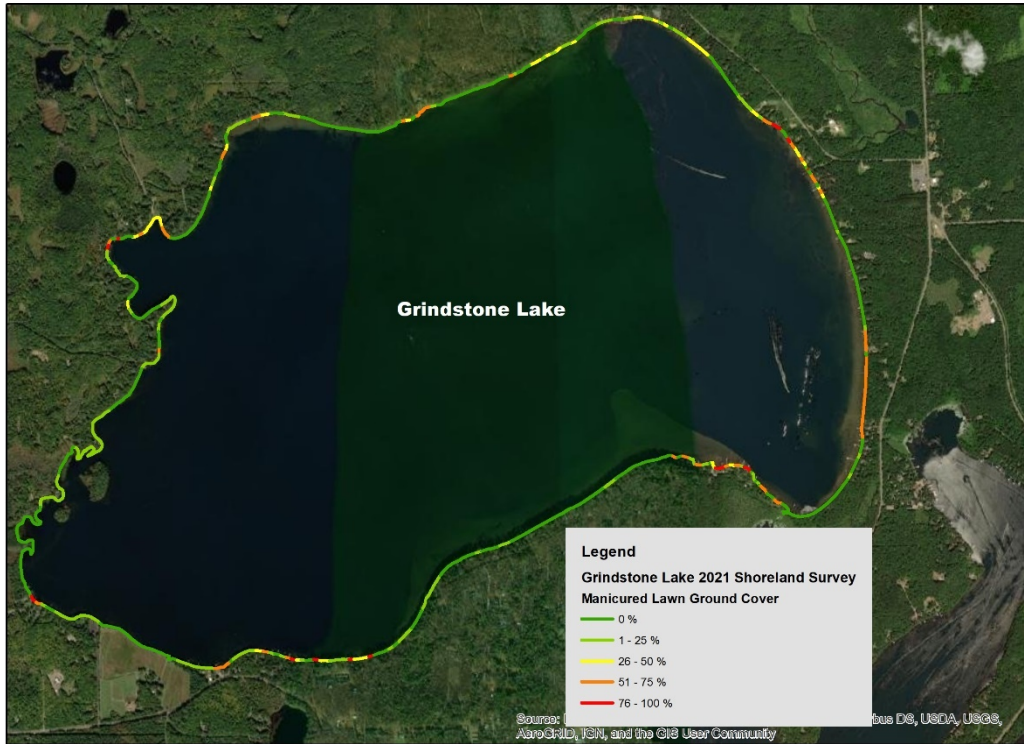 Grindstone Lake
Legend
Grindstone Lake 2021 Shoreland Survey
Manicured Lawn Ground Cover
0 %
1 - 25 %
26 - 50 %
51 - 75 %
76 - 100 %
Source: DS, USDA, USGS,
AeroGRID, IGN, and the GIS User Community